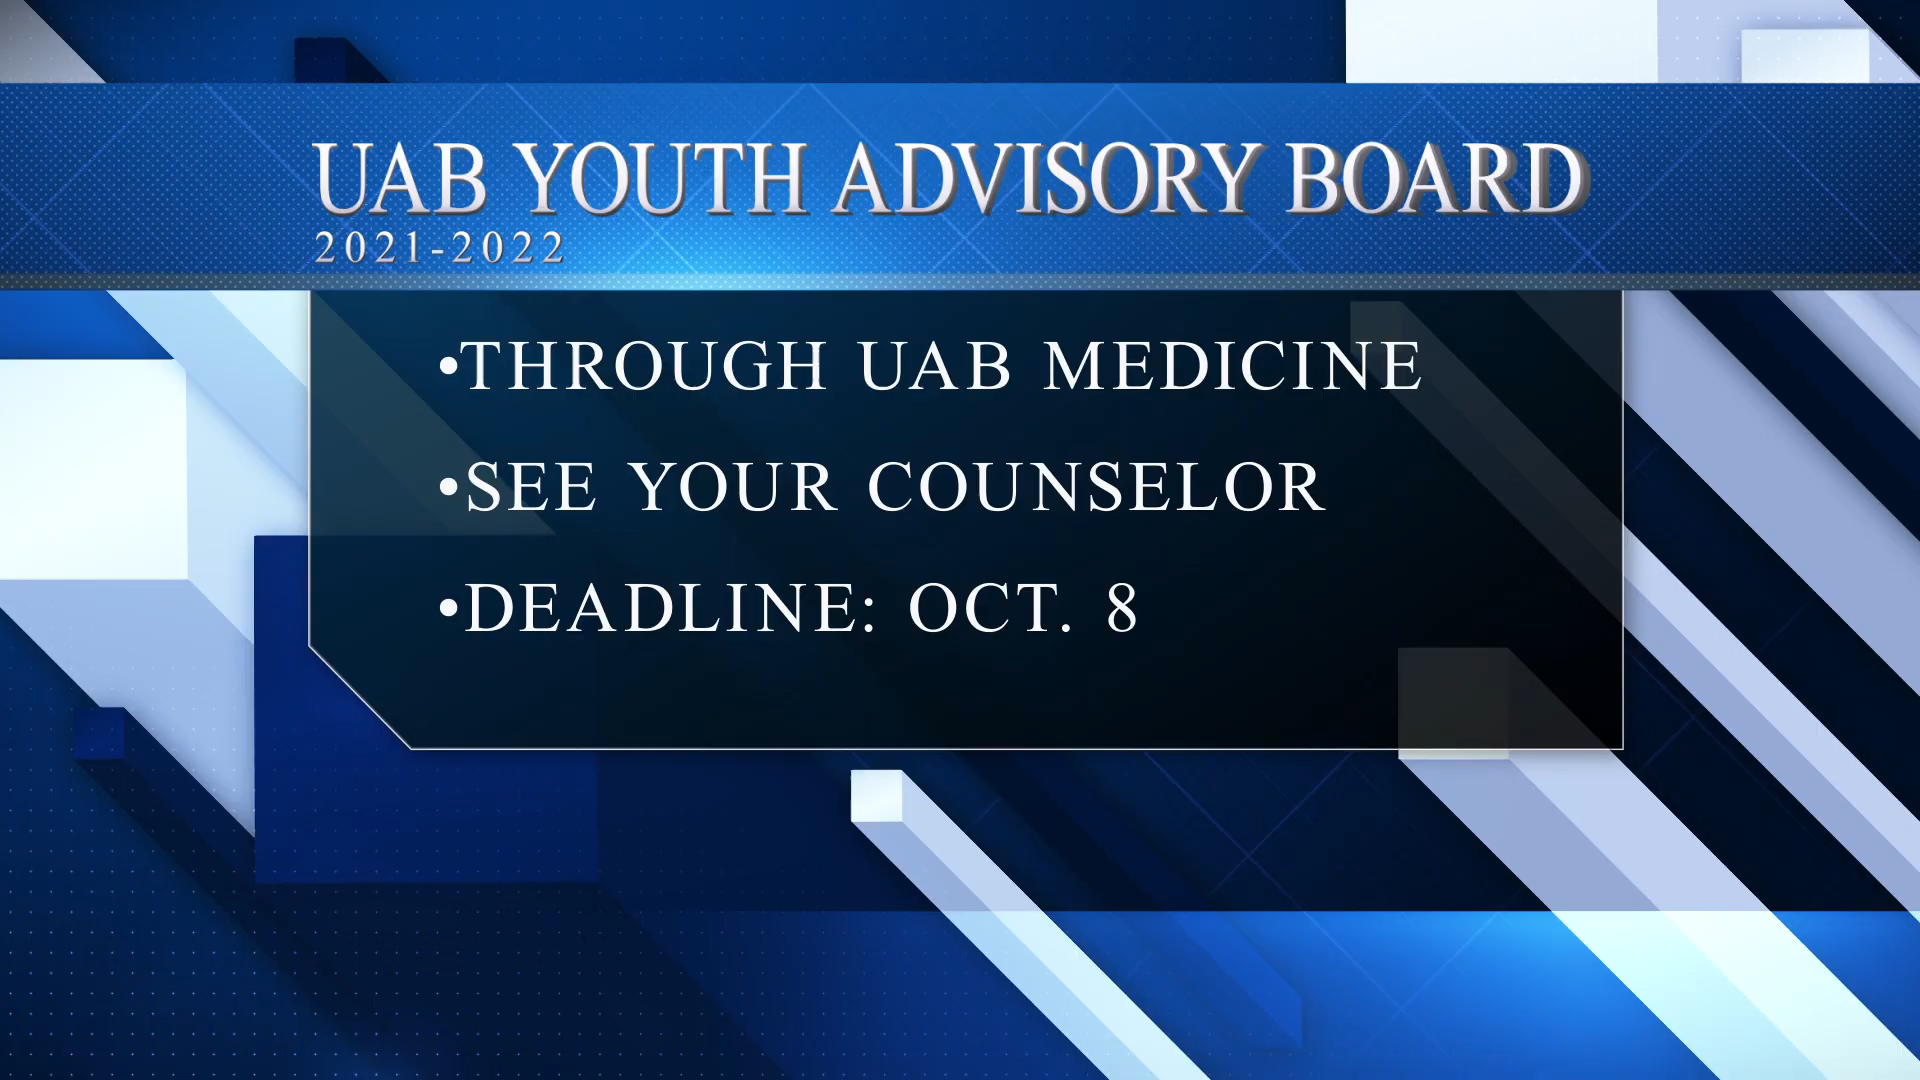 UAB YOUTH ADVISORY BOARD
2021-2022
•THROUGH UAB MEDICINE
•SEE YOUR COUNSELOR
•DEADLINE: OCT. 8